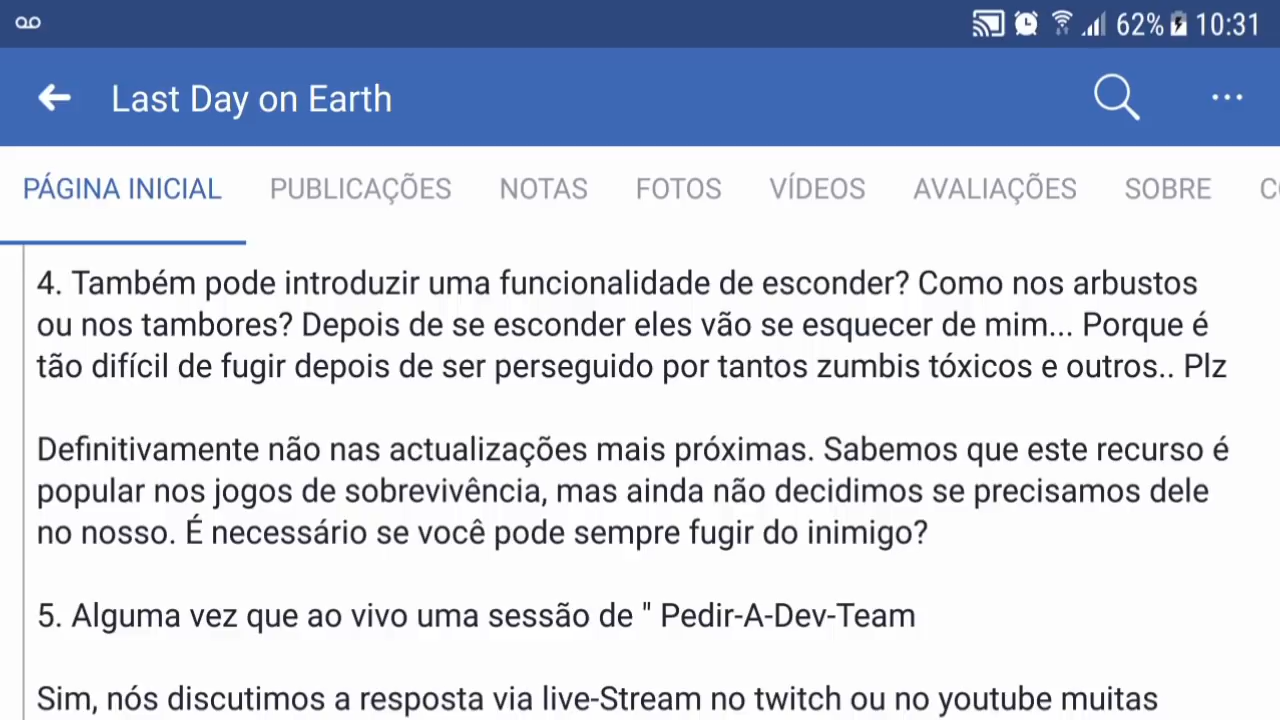 62% 10:31
Last Day on Earth
PÁGINA INICIAL PUBLICAÇÕES NOTAS FOTOS VÍDEOS AVALIAÇÕES SOBRE
4. Também pode introduzir uma funcionalidade de esconder? Como nos arbustos
ou nos tambores? Depois de se esconder eles vão se esquecer de mim... Porque é
tão difícil de fugir depois de ser perseguido por tantos zumbis tóxicos e outros.. Plz
Definitivamente não nas actualizações mais próximas. Sabemos que este recurso é
popular nos jogos de sobrevivência, mas ainda não decidimos se precisamos dele
no nosso. É necessário se você pode sempre fugir do inimigo?
5. Alguma vez que ao vivo uma sessão de " Pedir-A-Dev-Team
Sim, nós discutimos a resposta via live-Stream no twitch ou no youtube muitas